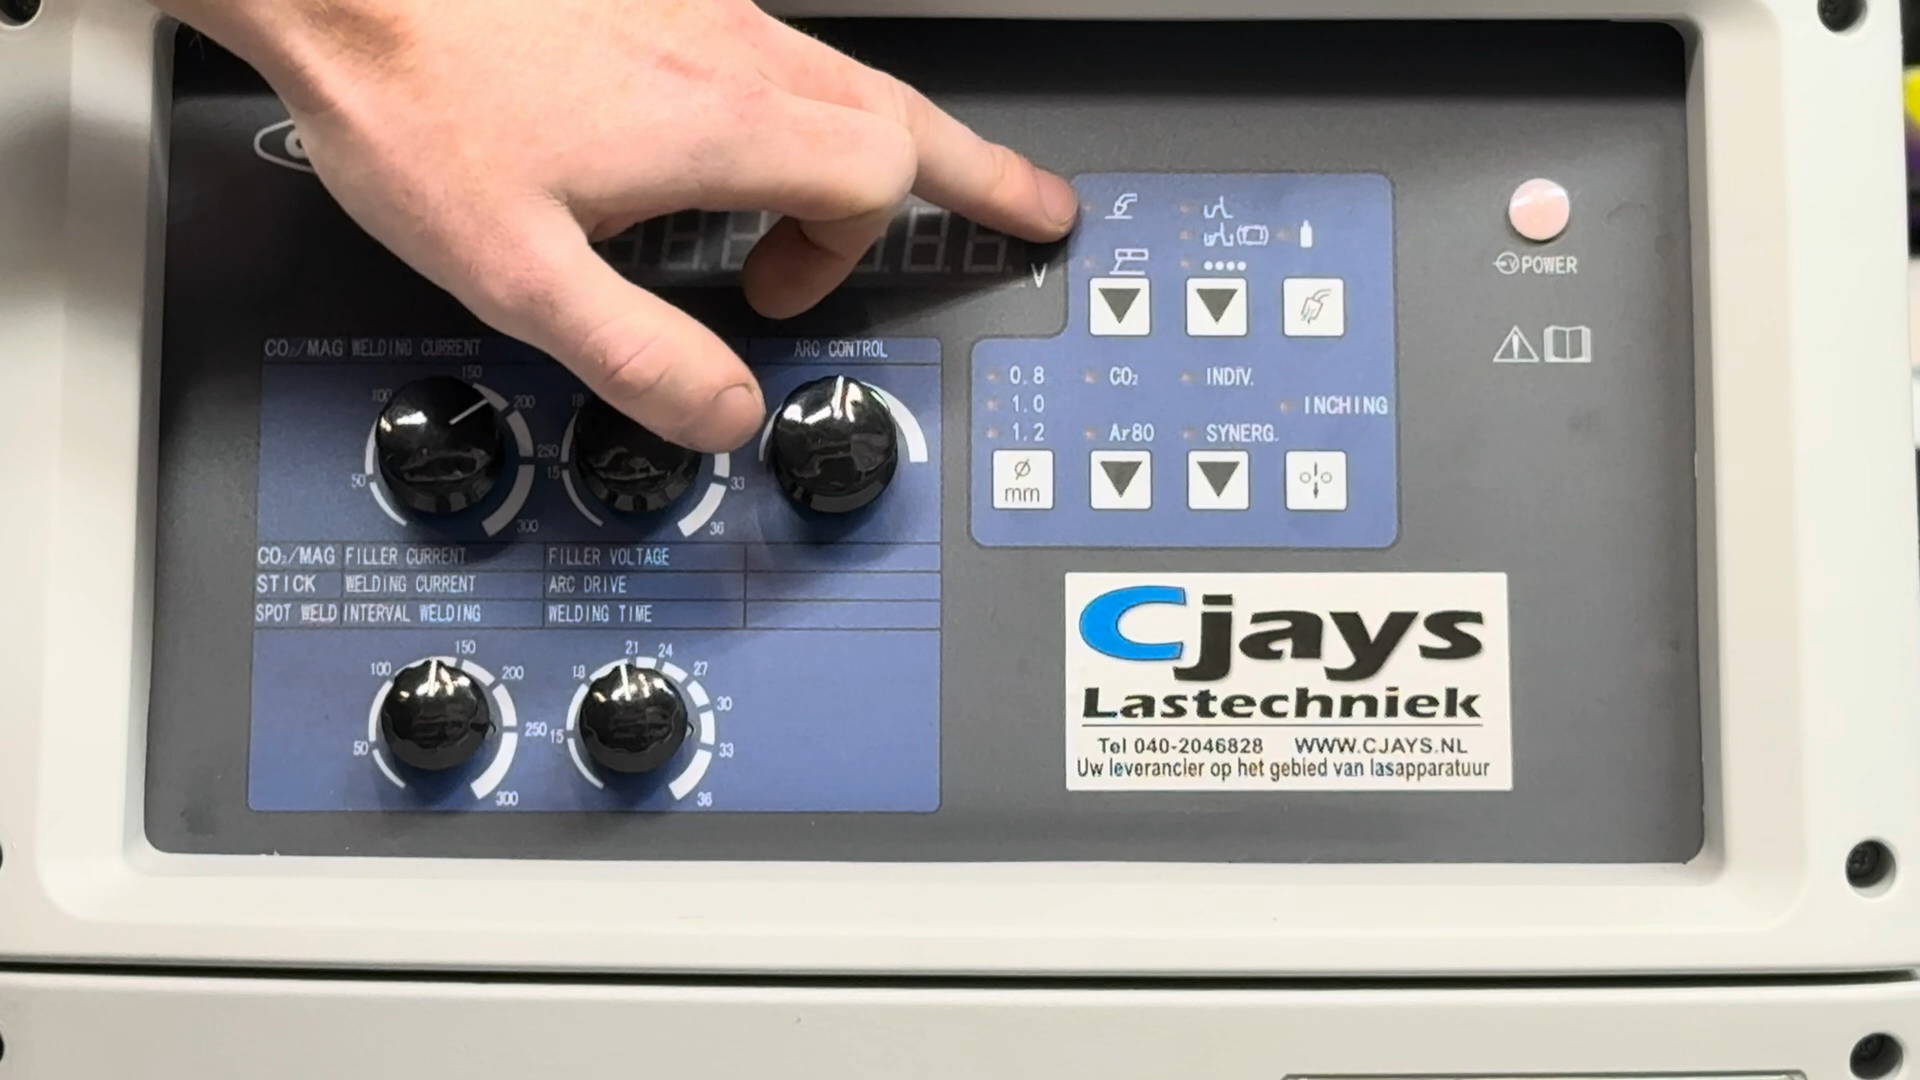 V
POWER
CO₂/MAG WELDING CURRENT
ARC CONTROL
50 100 150 200 250 300
15 18 33 36
0.8
1.0
1.2
Ø
mm
CO₂
Ar80
INDIV.
SYNERG.
INCHING
CO₂/MAG FILLER CURRENT FILLER VOLTAGE
STICK WELDING CURRENT ARC DRIVE
SPOT WELD INTERVAL WELDING WELDING TIME
50 100 150 200 250 300
15 18 21 24 27 30 33 36
Cjays
Lastechniek
Tel 040-2046828 WWW.CJAYS.NL
Uw leverancier op het gebied van lasapparatuur